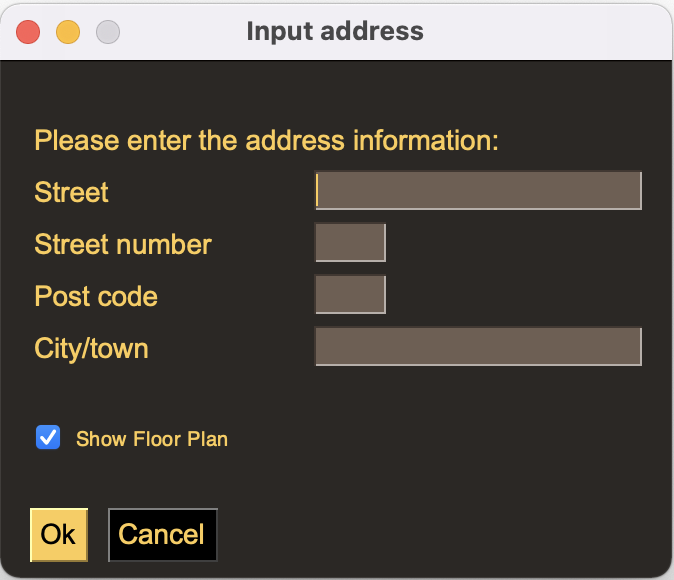 Input address
Please enter the address information:
Street
Street number
Post code
City/town
Show Floor Plan
Ok Cancel